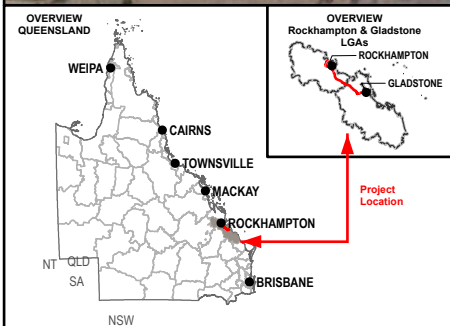 OVERVIEW
QUEENSLAND
WEIPA
CAIRNS
TOWNSVILLE
MACKAY
ROCKHAMPTON
BRISBANE
NT
QLD
SA
NSW
OVERVIEW
Rockhampton & Gladstone
LGAs
ROCKHAMPTON
GLADSTONE
Project
Location